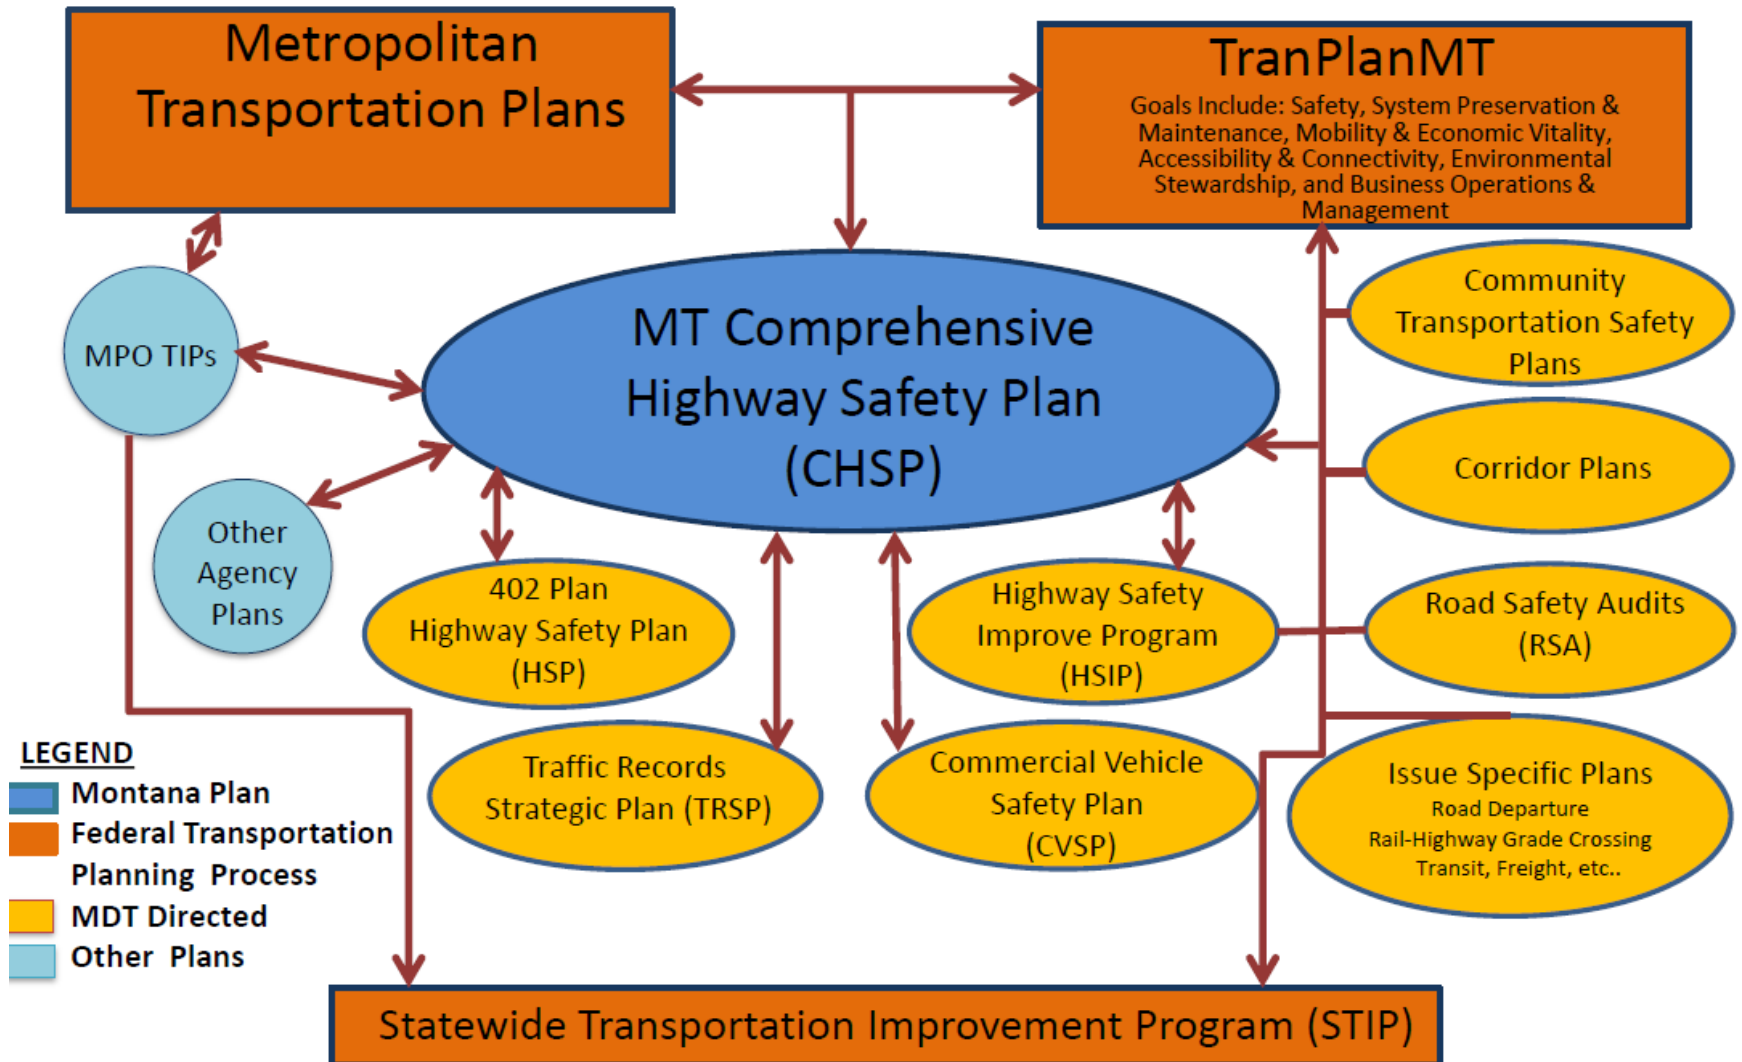 Metropolitan
Transportation Plans
TranPlanMT
Goals Include: Safety, System Preservation &
Maintenance, Mobility & Economic Vitality,
Accessibility & Connectivity, Environmental
Stewardship, and Business Operations &
Management
MPO TIPs
MT Comprehensive
Highway Safety Plan
(CHSP)
Community
Transportation Safety
Plans
Corridor Plans
Other
Agency
Plans
402 Plan
Highway Safety Plan
(HSP)
Highway Safety
Improve Program
(HSIP)
Road Safety Audits
(RSA)
Traffic Records
Strategic Plan (TRSP)
Commercial Vehicle
Safety Plan
(CVSP)
Issue Specific Plans
Road Departure
Rail-Highway Grade Crossing
Transit, Freight, etc..
LEGEND
Montana Plan
Federal Transportation
Planning Process
MDT Directed
Other Plans
Statewide Transportation Improvement Program (STIP)